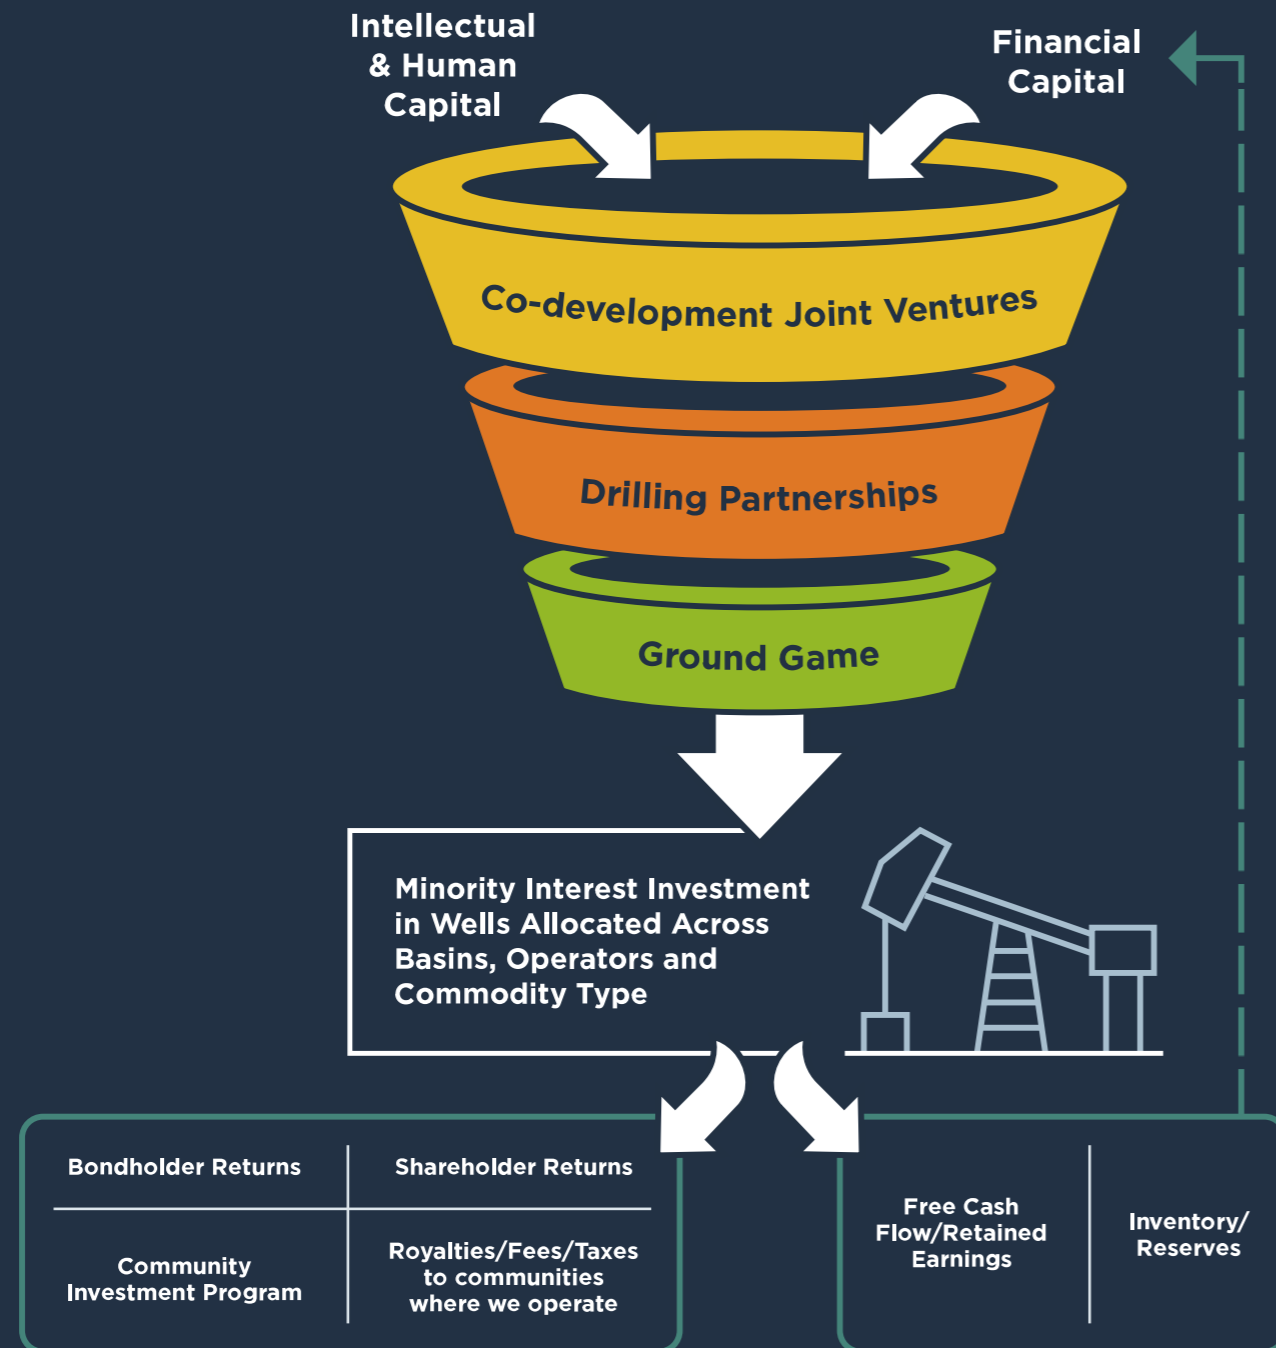 Intellectual
& Human
Capital
Financial
Capital
Co-development Joint Ventures
Drilling Partnerships
Ground Game
Minority Interest Investment
in Wells Allocated Across
Basins, Operators and
Commodity Type
Bondholder Returns
Shareholder Returns
Community
Investment Program
Royalties/Fees/Taxes
to communities
where we operate
Free Cash
Flow/Retained
Earnings
Inventory/
Reserves